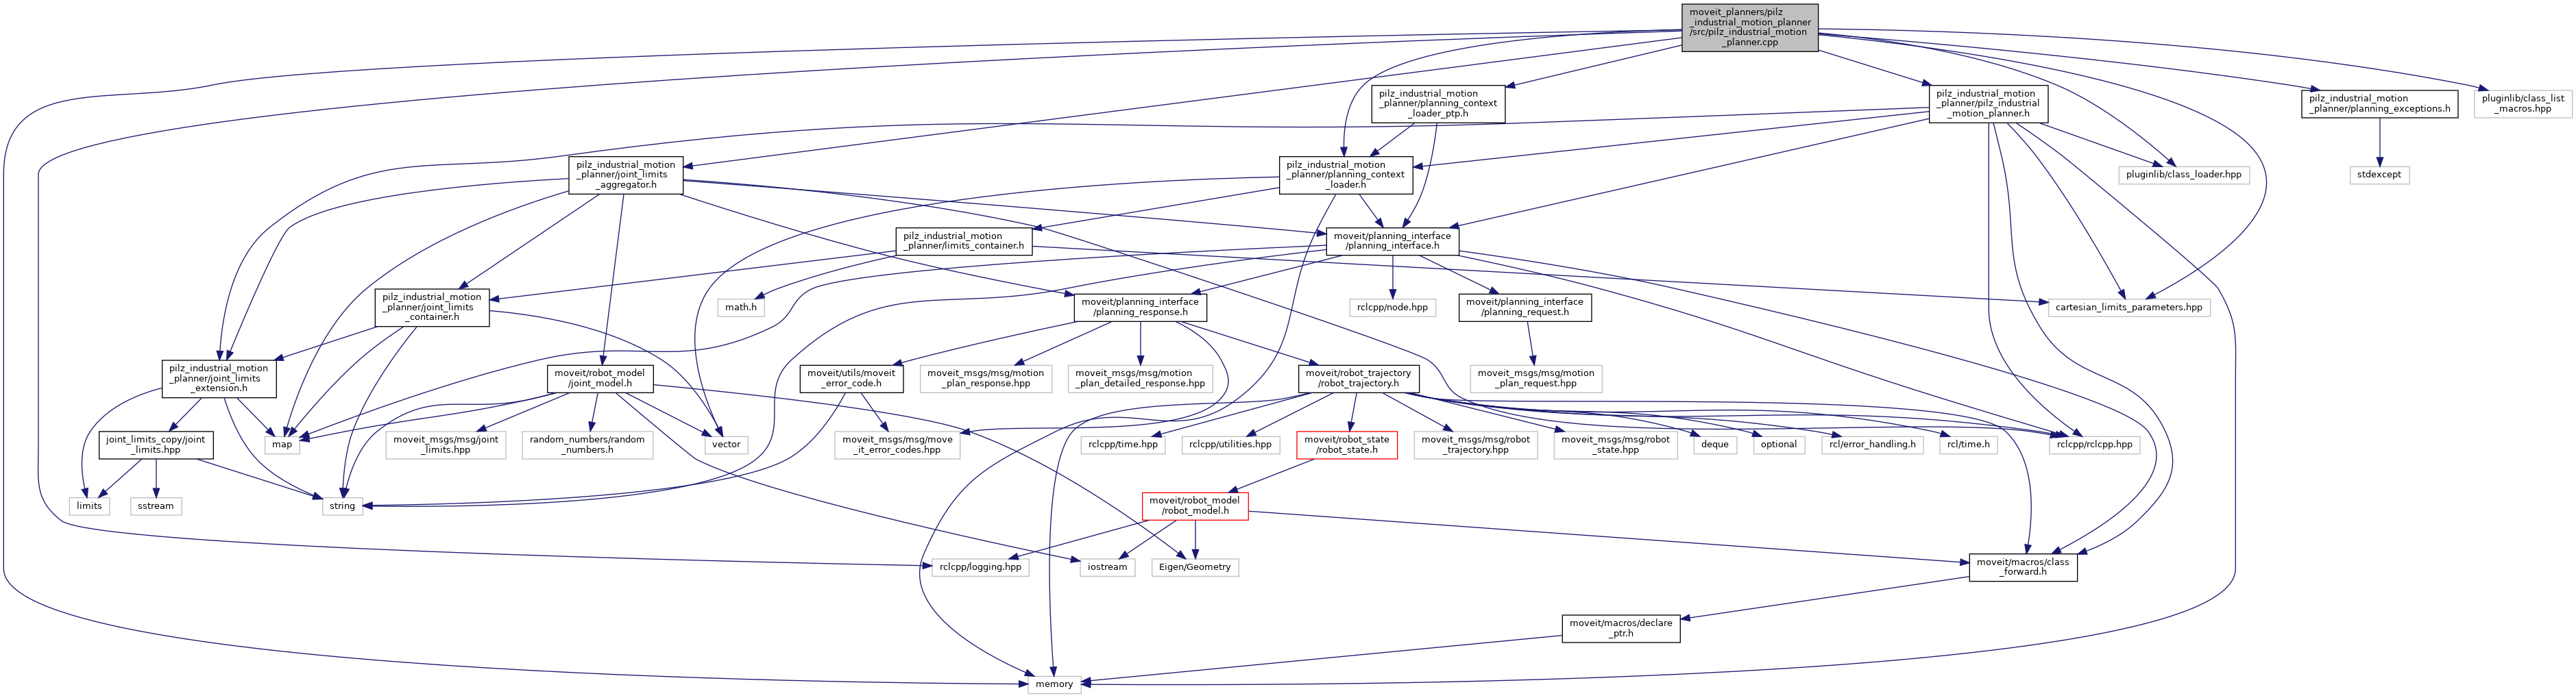 moveit_planners/pilz
_industrial_motion_planner
/src/pilz_industrial_motion
_planner.cpp
pilz_industrial_motion
_planner/planning_context
_loader_ptp.h
pilz_industrial_motion
_planner/pilz_industrial
_motion_planner.h
pilz_industrial_motion
_planner/planning_exceptions.h
pluginlib/class_list
_macros.hpp
pilz_industrial_motion
_planner/joint_limits
_aggregator.h
pilz_industrial_motion
_planner/planning_context
_loader.h
pluginlib/class_loader.hpp
stdexcept
pilz_industrial_motion
_planner/limits_container.h
moveit/planning_interface
/planning_interface.h
pilz_industrial_motion
_planner/joint_limits
_container.h
math.h
moveit/planning_interface
/planning_response.h
rclcpp/node.hpp
moveit/planning_interface
/planning_request.h
cartesian_limits_parameters.hpp
pilz_industrial_motion
_planner/joint_limits
_extension.h
moveit/robot_model
/joint_model.h
moveit/utils/moveit
_error_code.h
moveit_msgs/msg/motion
_plan_response.hpp
moveit_msgs/msg/motion
_plan_detailed_response.hpp
moveit/robot_trajectory
/robot_trajectory.h
moveit_msgs/msg/motion
_plan_request.hpp
joint_limits_copy/joint
_limits.hpp
map
moveit_msgs/msg/joint
_limits.hpp
random_numbers/random
_numbers.h
vector
moveit_msgs/msg/move
_it_error_codes.hpp
rclcpp/time.hpp
rclcpp/utilities.hpp
moveit/robot_state
/robot_state.h
moveit_msgs/msg/robot
_trajectory.hpp
moveit_msgs/msg/robot
_state.hpp
deque
optional
rcl/error_handling.h
rcl/time.h
rclcpp/rclcpp.hpp
limits
sstream
string
moveit/robot_model
/robot_model.h
rclcpp/logging.hpp
iostream
Eigen/Geometry
moveit/macros/class
_forward.h
moveit/macros/declare
_ptr.h
memory